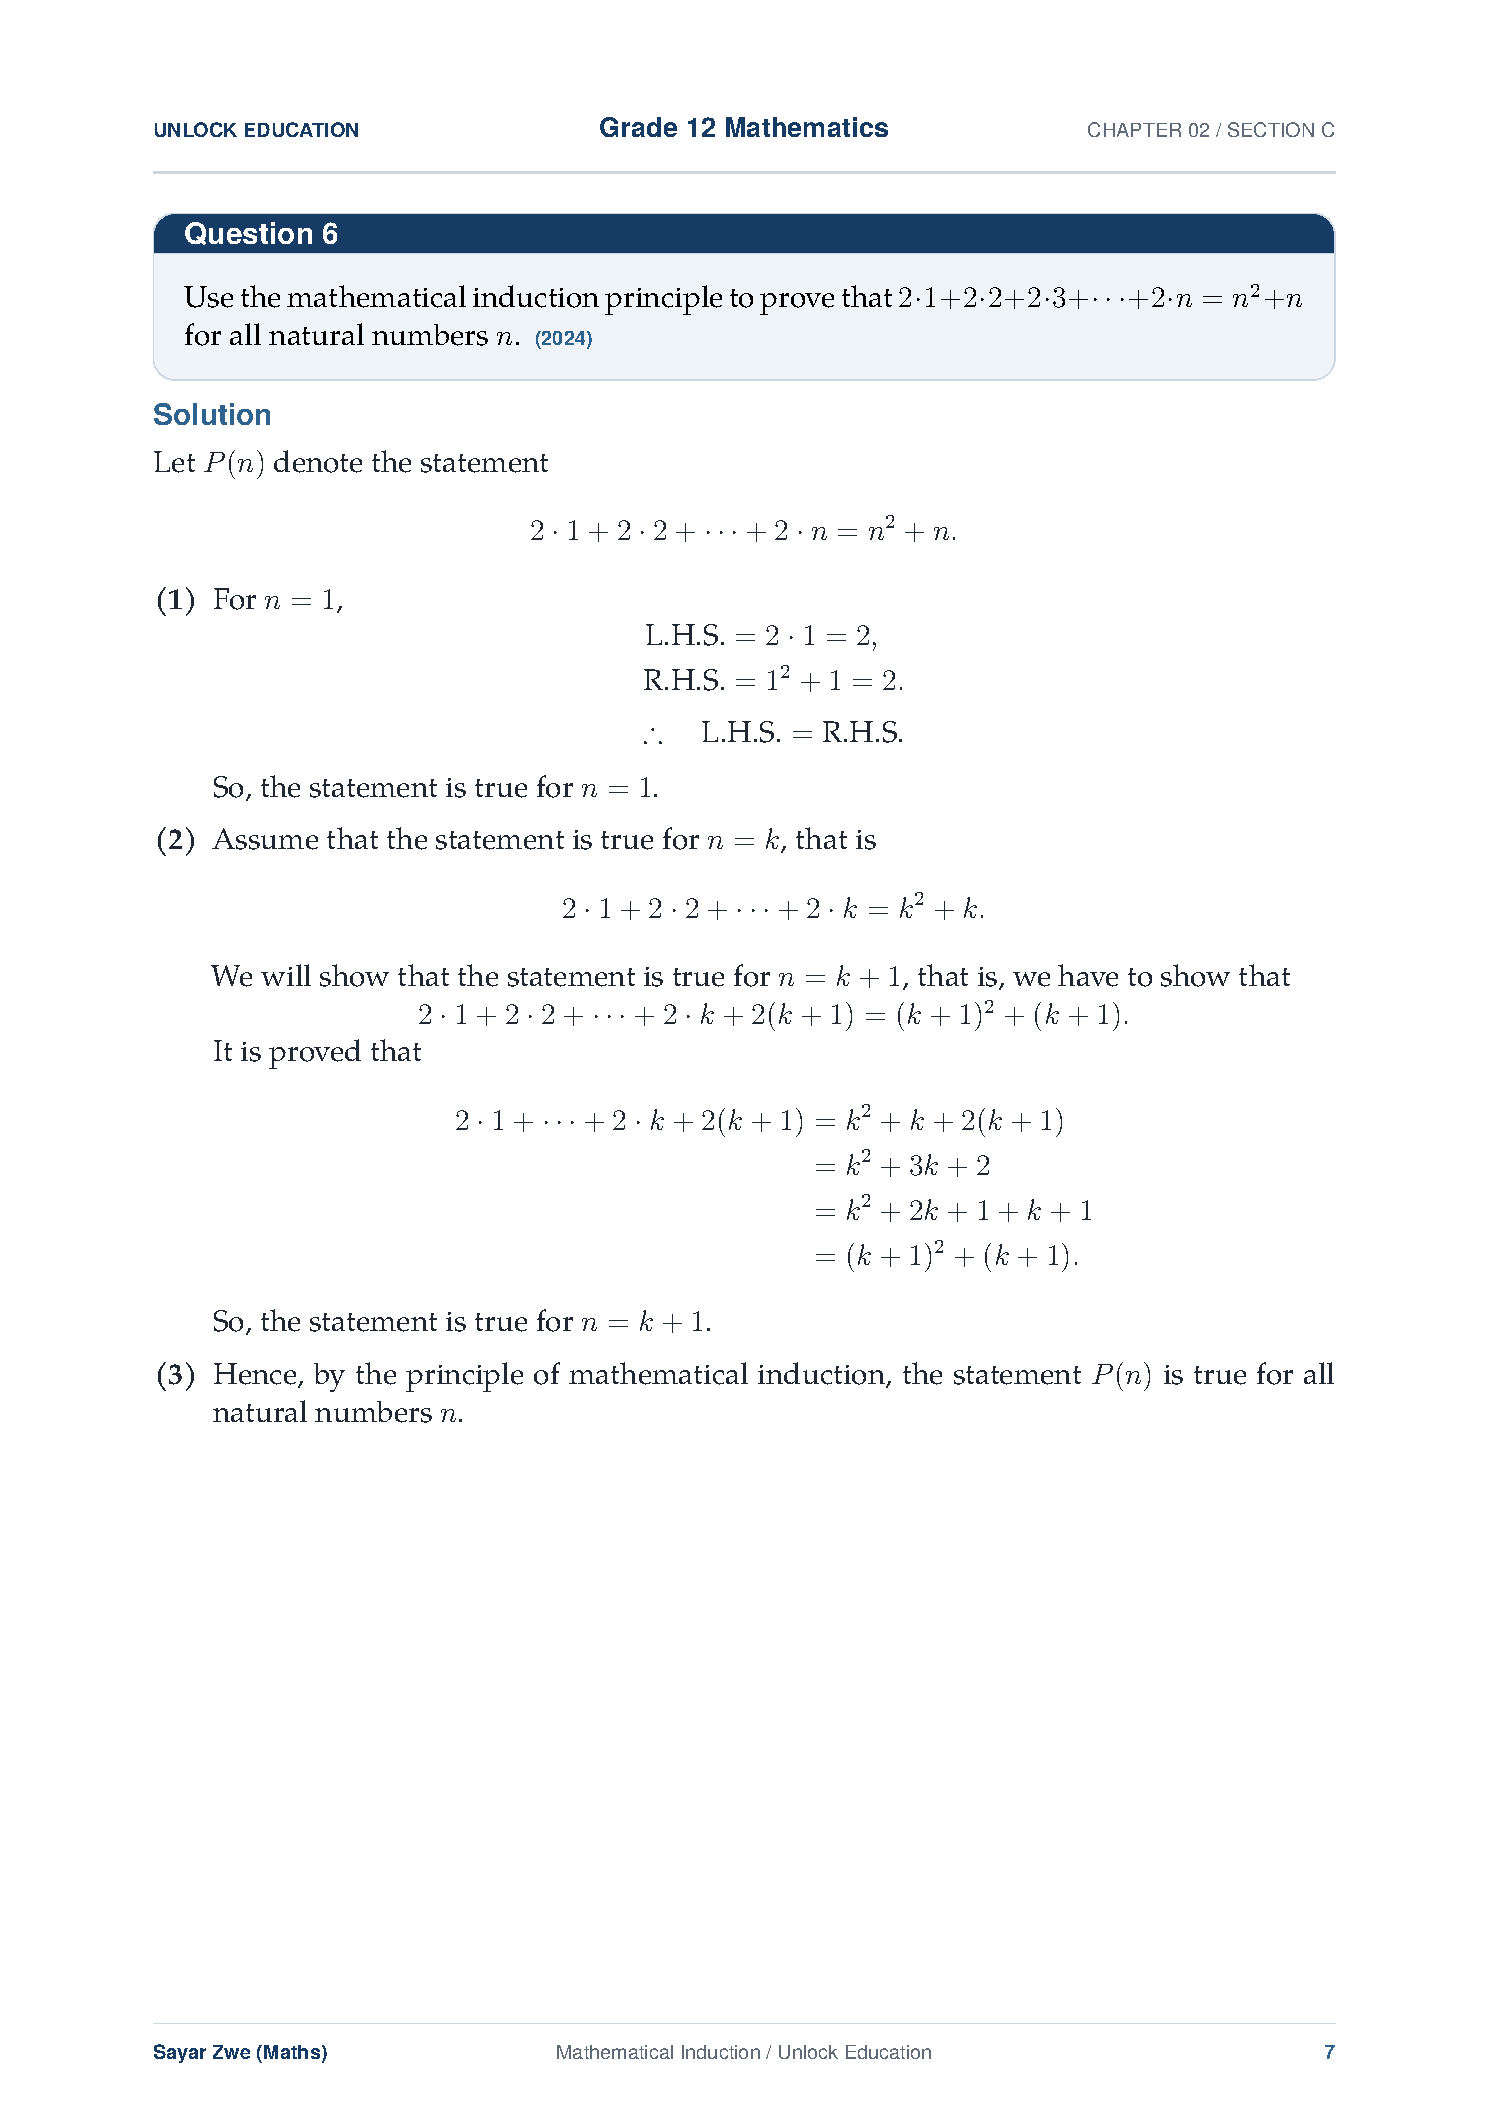 UNLOCK EDUCATION Grade 12 Mathematics CHAPTER 02 / SECTION C
Question 6
Use the mathematical induction principle to prove that 2·1+2·2+2·3+···+2·n = n²+n
for all natural numbers n. (2024)
Solution
Let P(n) denote the statement
2 · 1 + 2 · 2 + ··· + 2 · n = n² + n.
(1) For n = 1,
L.H.S. = 2 · 1 = 2,
R.H.S. = 1² + 1 = 2.
∴ L.H.S. = R.H.S.
So, the statement is true for n = 1.
(2) Assume that the statement is true for n = k, that is
2 · 1 + 2 · 2 + ··· + 2 · k = k² + k.
We will show that the statement is true for n = k + 1, that is, we have to show that
2 · 1 + 2 · 2 + ··· + 2 · k + 2(k + 1) = (k + 1)² + (k + 1).
It is proved that
2 · 1 + ··· + 2 · k + 2(k + 1) = k² + k + 2(k + 1)
= k² + 3k + 2
= k² + 2k + 1 + k + 1
= (k + 1)² + (k + 1).
So, the statement is true for n = k + 1.
(3) Hence, by the principle of mathematical induction, the statement P(n) is true for all
natural numbers n.
Sayar Zwe (Maths) Mathematical Induction / Unlock Education 7